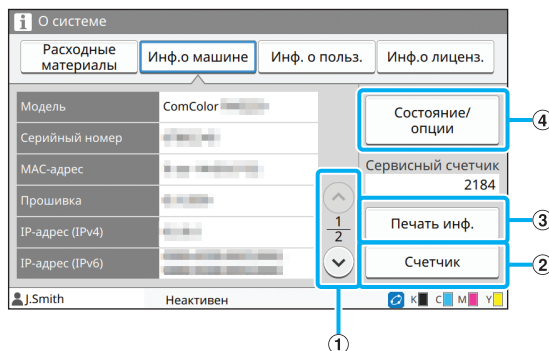 О системе
Расходные
материалы
Инф.о машине
Инф. о польз.
Инф.о лиценз.
Модель
ComColor
Серийный номер
MAC-адрес
Прошивка
IP-адрес (IPv4)
IP-адрес (IPv6)
1
2
Состояние/
опции
Сервисный счетчик
2184
Печать инф.
Счетчик
④
③
②
J.Smith
Неактивен
K C M Y
①